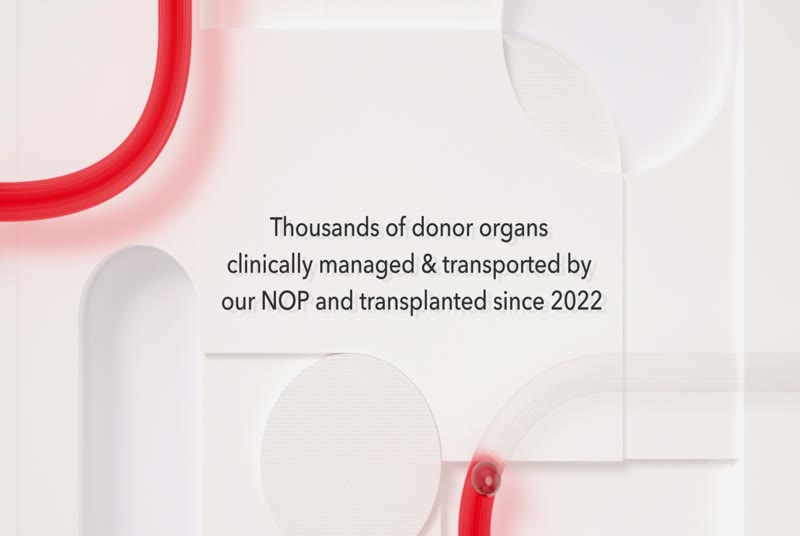 Thousands of donor organs
clinically managed & transported by
our NOP and transplanted since 2022